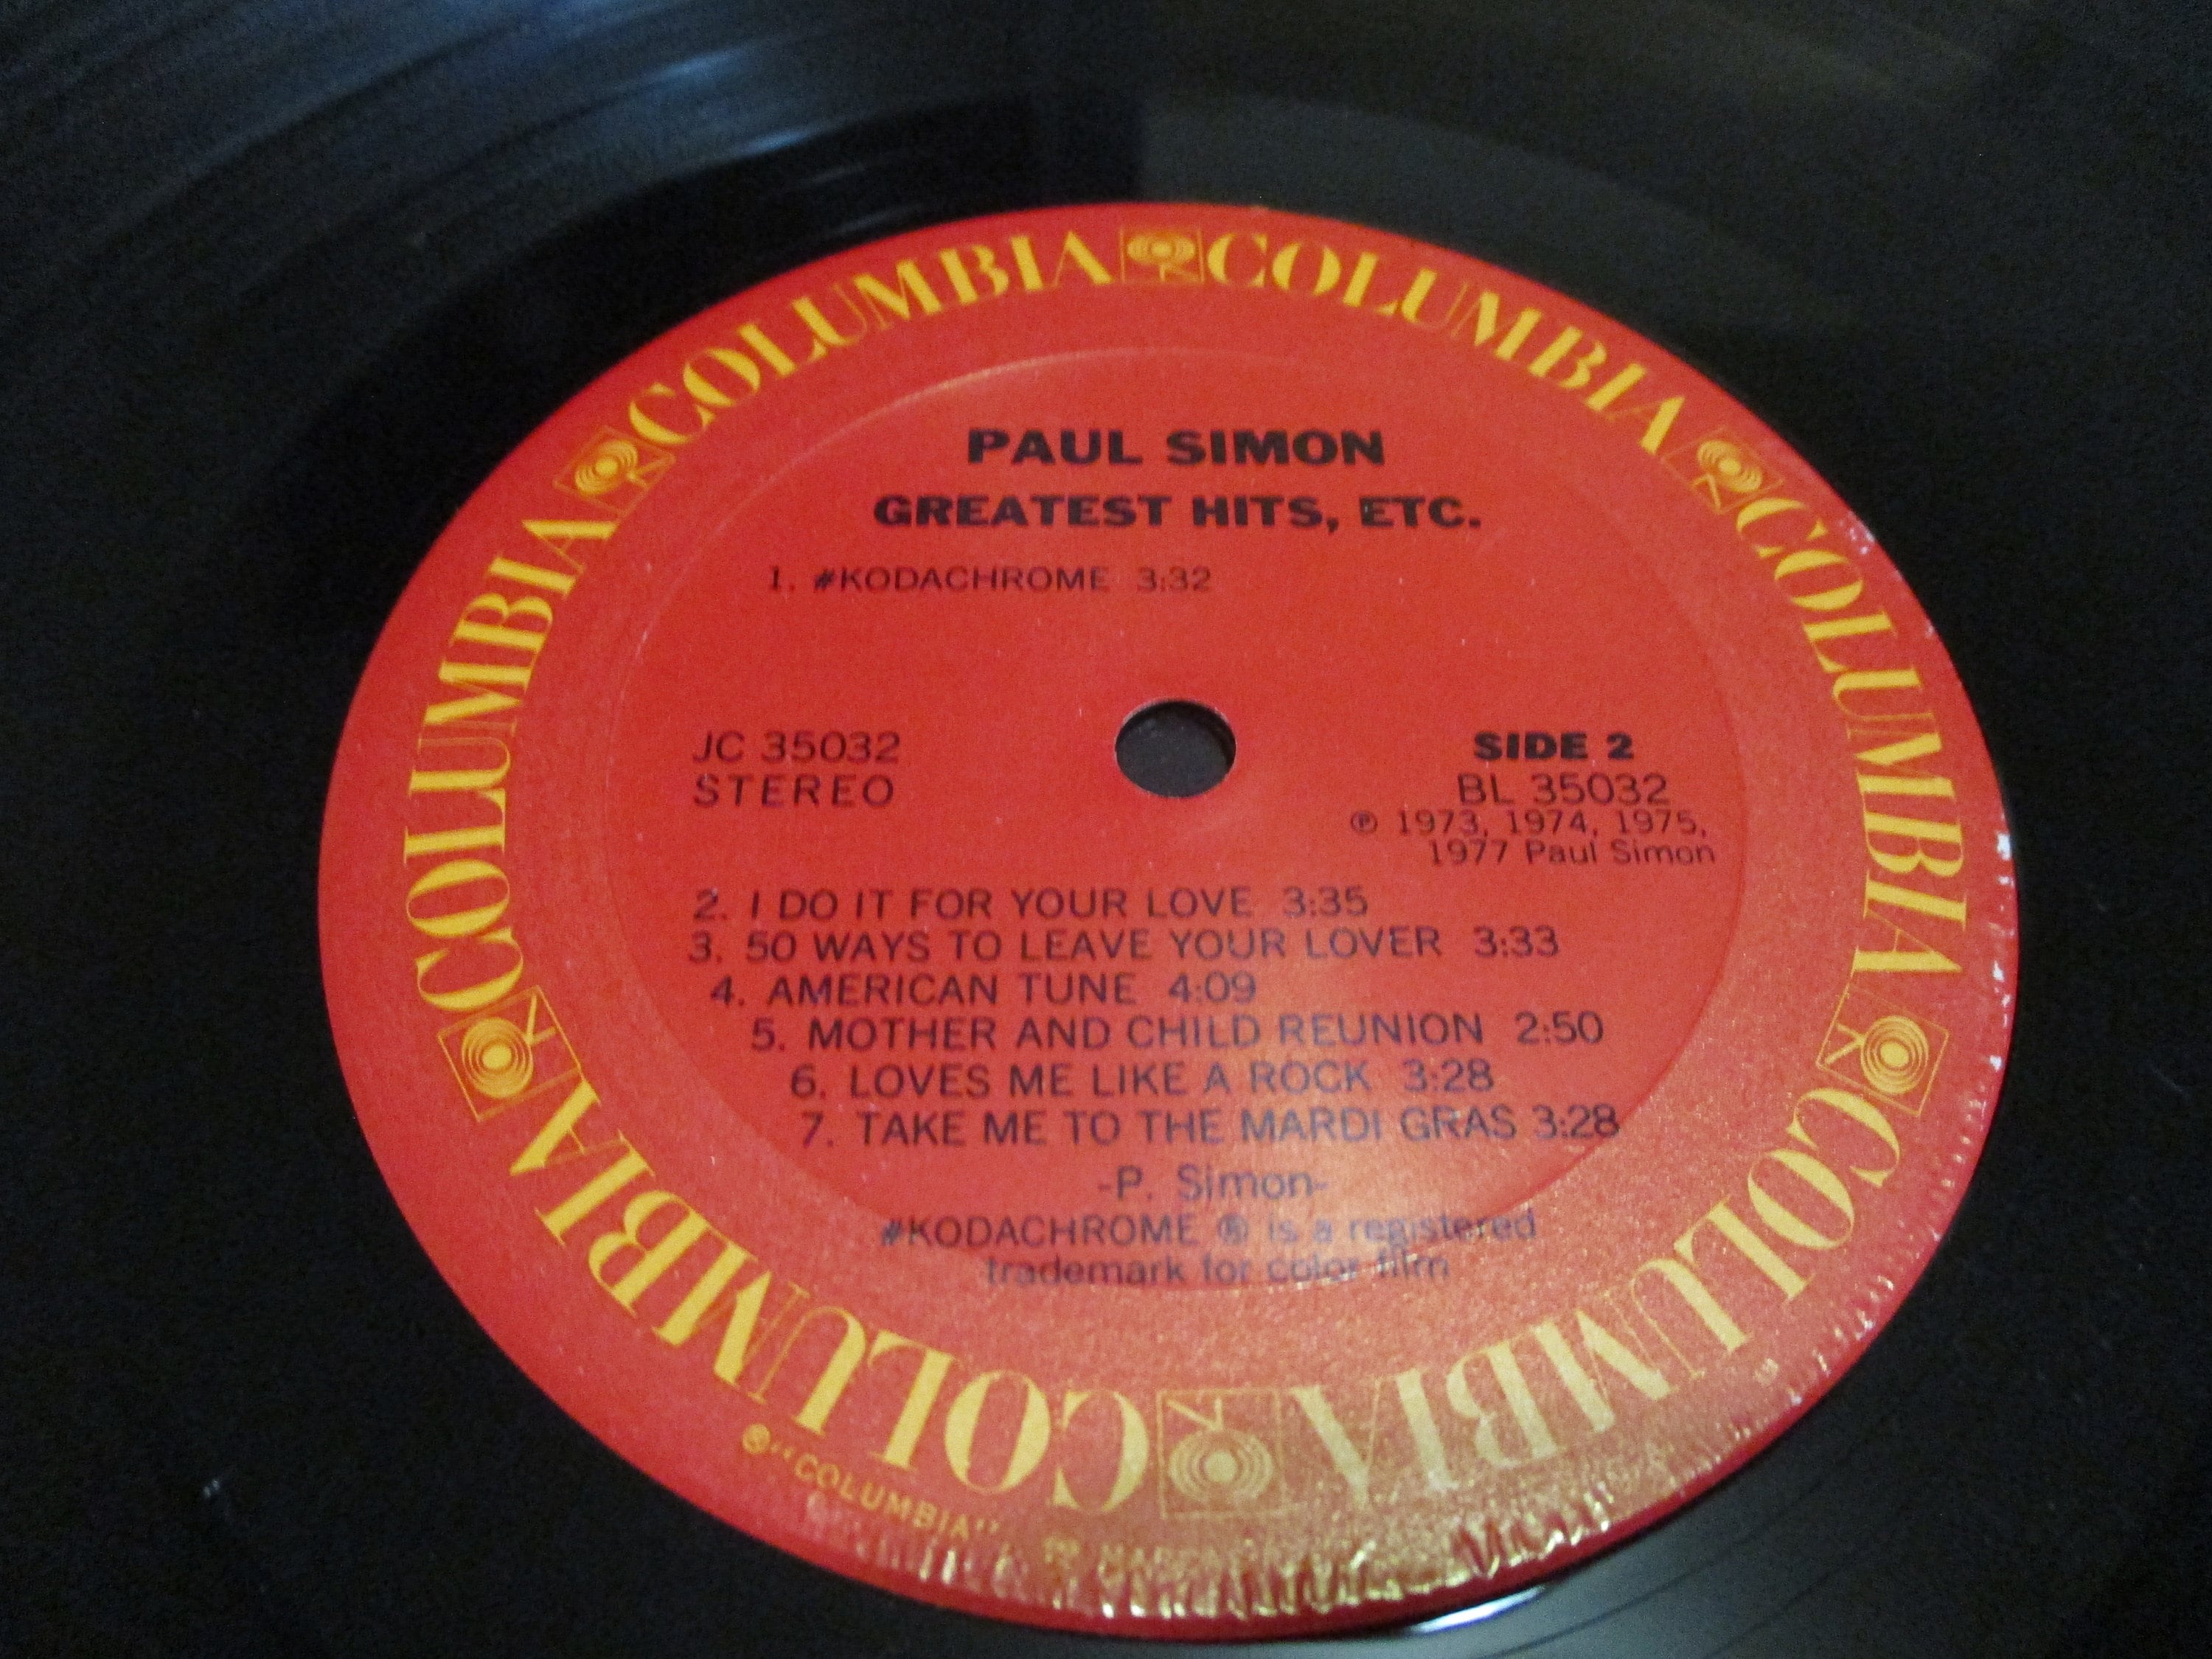 COLUMBIA COLUMBIA COLUMBIA COLUMBIA COLUMBIA COLUMBIA
PAUL SIMON
GREATEST HITS, ETC.
1. #KODACHROME 3:32
JC 35032
STEREO
SIDE 2
BL 35032
℗ 1973, 1974, 1975,
1977 Paul Simon
2. I DO IT FOR YOUR LOVE 3:35
3. 50 WAYS TO LEAVE YOUR LOVER 3:33
4. AMERICAN TUNE 4:09
5. MOTHER AND CHILD REUNION 2:50
6. LOVES ME LIKE A ROCK 3:28
7. TAKE ME TO THE MARDI GRAS 3:28
-P. Simon-
#KODACHROME ® is a registered
trademark for color film
"COLUMBIA",